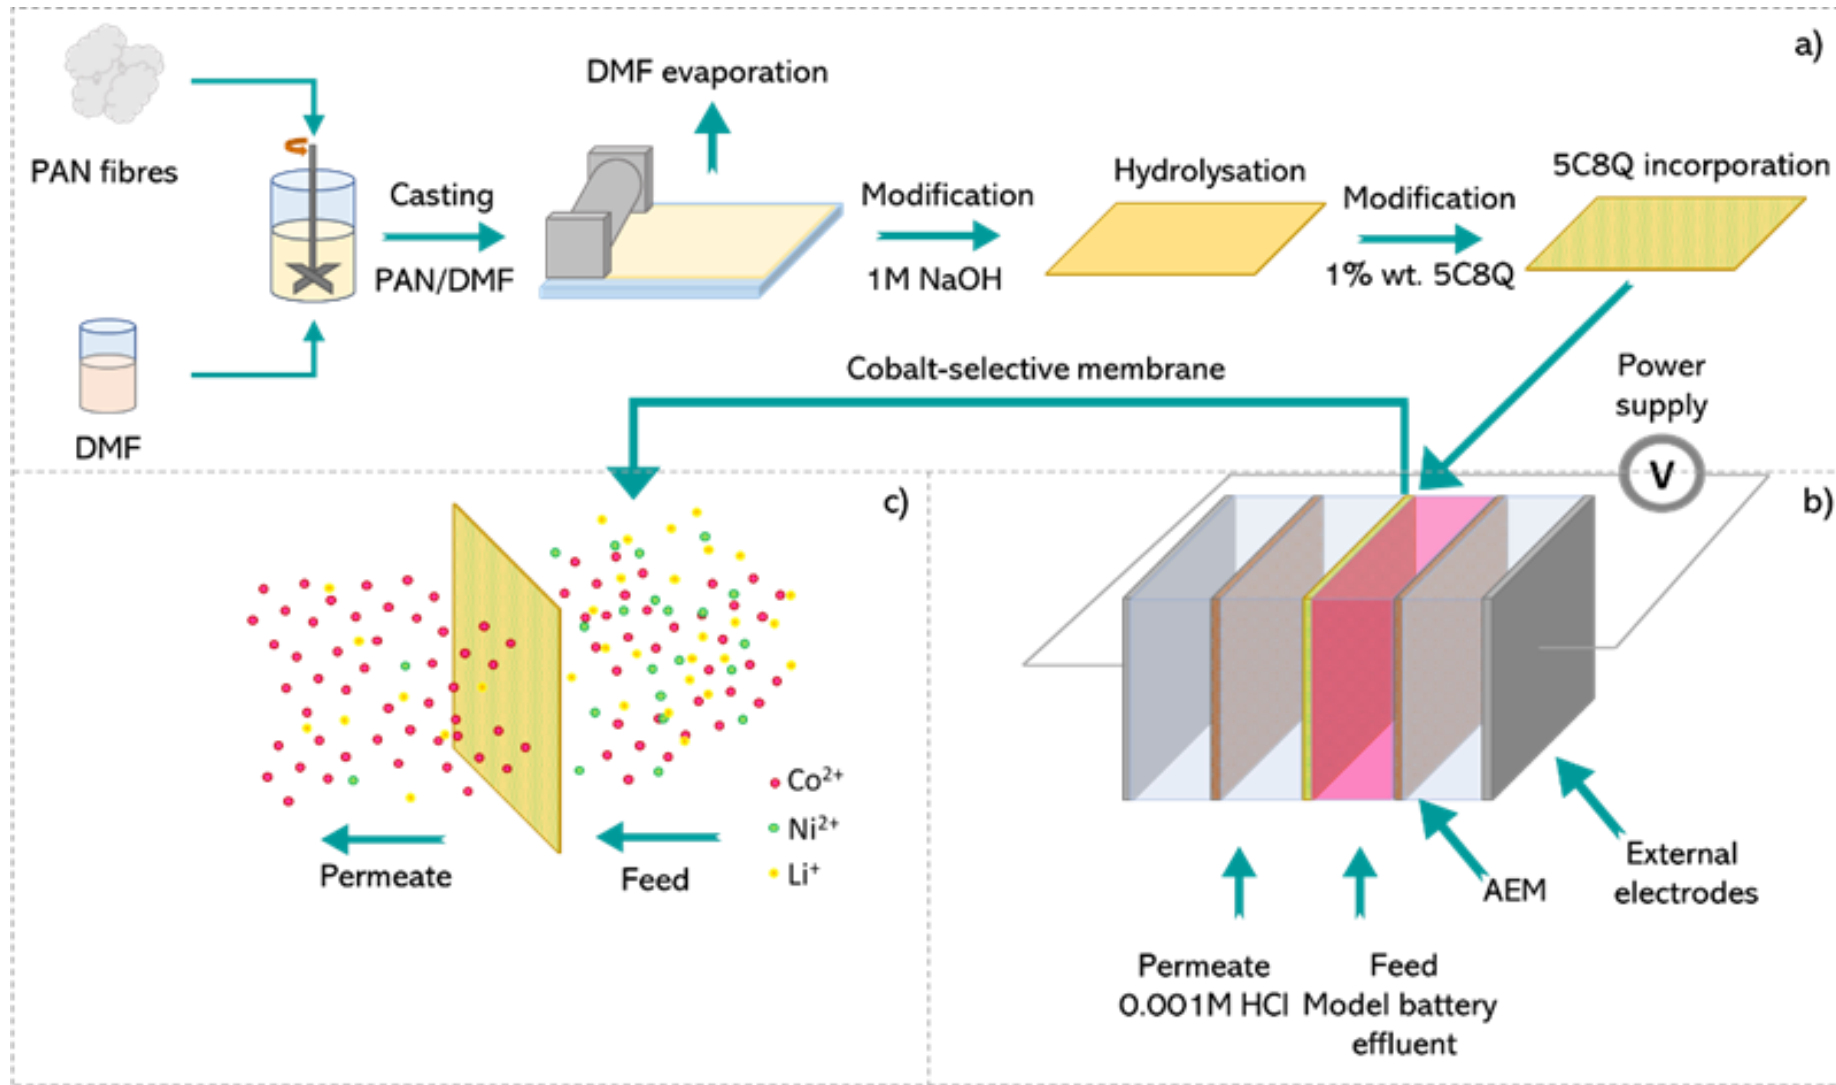 a)
PAN fibres
DMF
Casting
PAN/DMF
DMF evaporation
Modification
1M NaOH
Hydrolysation
Modification
1% wt. 5C8Q
5C8Q incorporation
Cobalt-selective membrane
Power
supply
V
b)
External
electrodes
AEM
Permeate
0.001M HCl
Feed
Model battery
effluent
c)
Co²⁺
Ni²⁺
Li⁺
Permeate
Feed